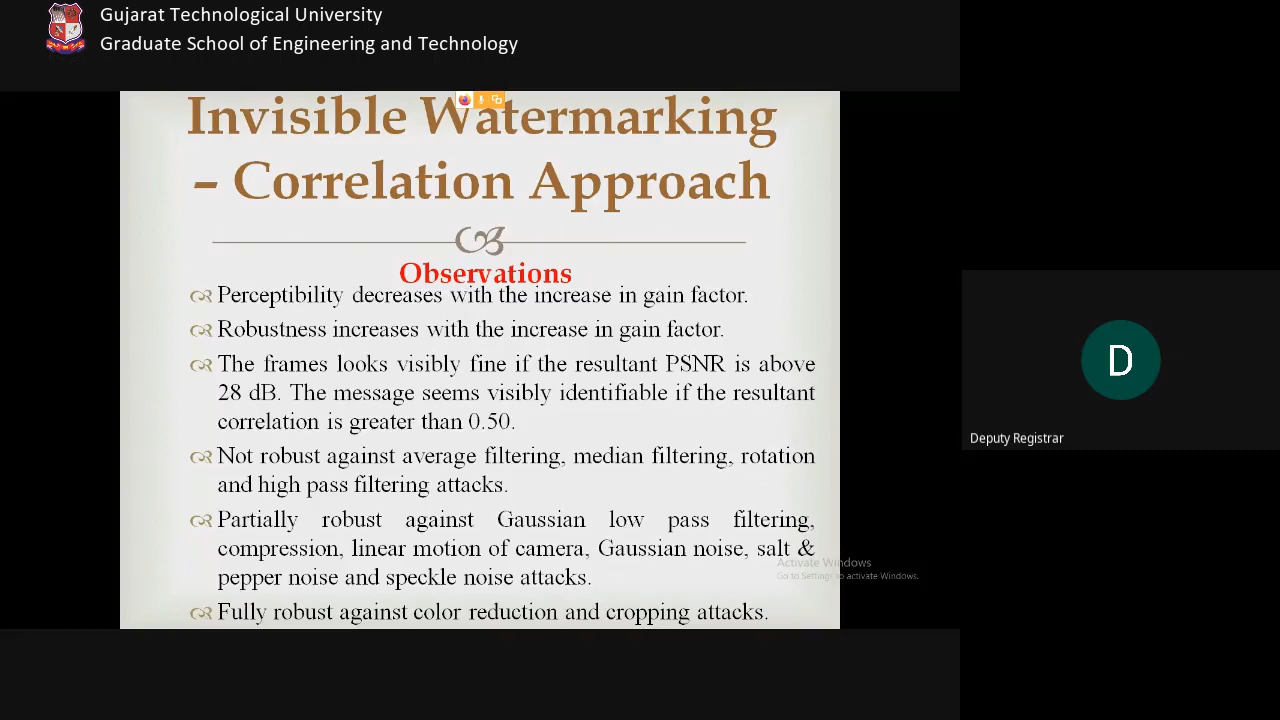 Gujarat Technological University
Graduate School of Engineering and Technology
Invisible Watermarking
– Correlation Approach
Observations
Perceptibility decreases with the increase in gain factor.
Robustness increases with the increase in gain factor.
The frames looks visibly fine if the resultant PSNR is above
28 dB. The message seems visibly identifiable if the resultant
correlation is greater than 0.50.
Not robust against average filtering, median filtering, rotation
and high pass filtering attacks.
Partially robust against Gaussian low pass filtering,
compression, linear motion of camera, Gaussian noise, salt &
pepper noise and speckle noise attacks.
Fully robust against color reduction and cropping attacks.
Activate Windows
Go to Settings to activate Windows.
D
Deputy Registrar